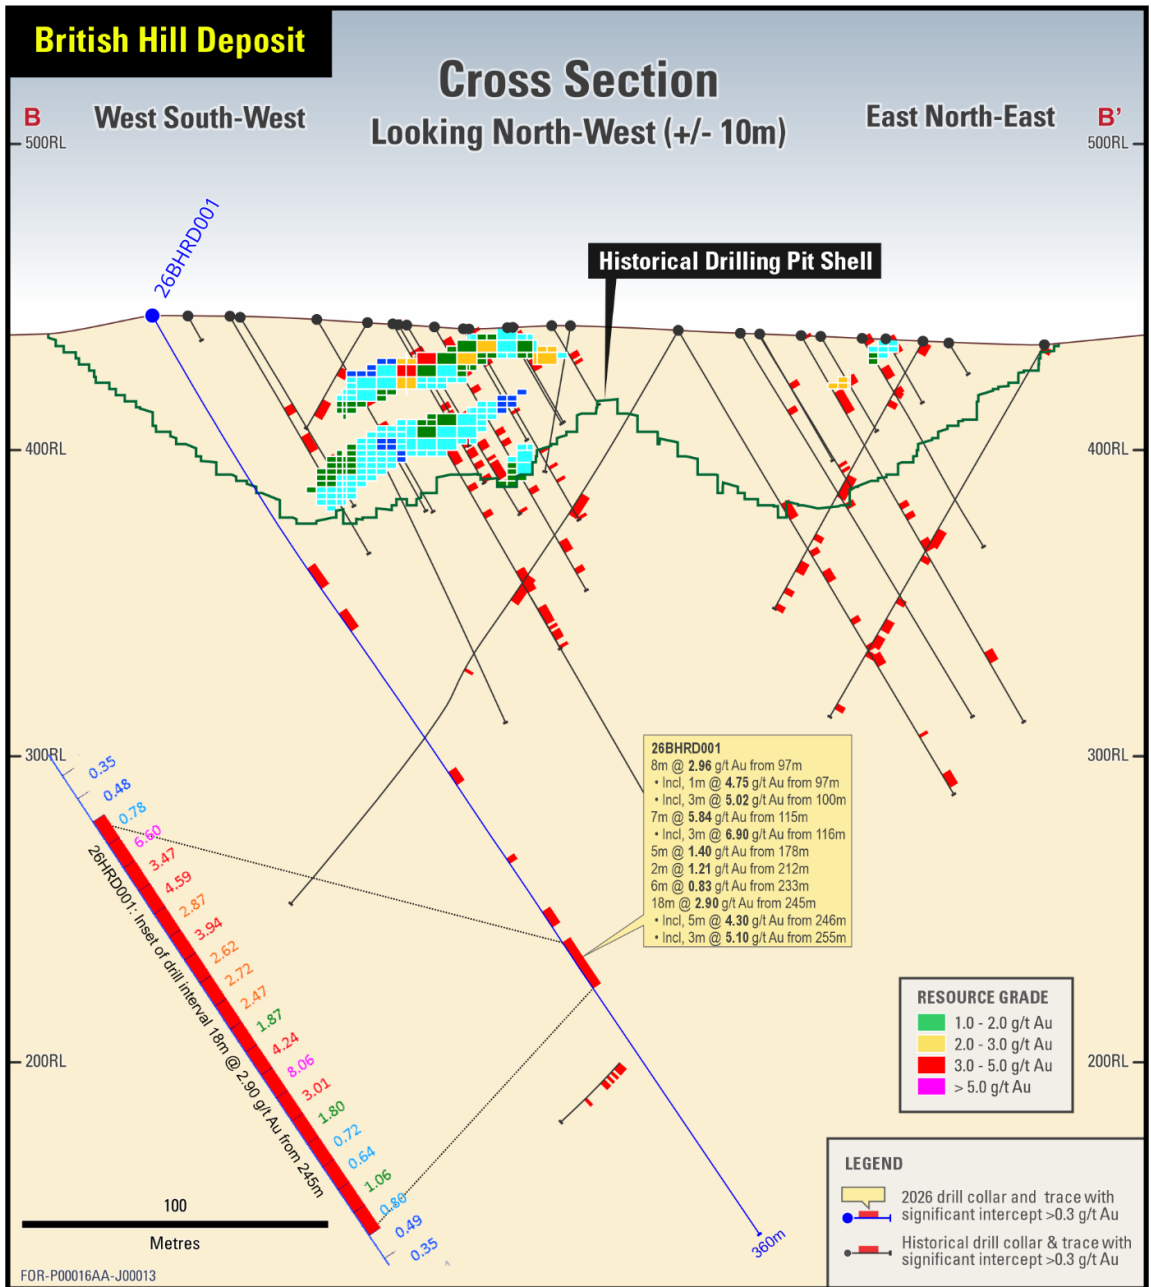 British Hill Deposit
Cross Section
Looking North-West (+/- 10m)
B
West South-West
East North-East
B’
500RL
500RL
26BHRD001
Historical Drilling Pit Shell
400RL
400RL
300RL
300RL
26BHRD001
8m @ 2.96 g/t Au from 97m
• Incl, 1m @ 4.75 g/t Au from 97m
• Incl, 3m @ 5.02 g/t Au from 100m
7m @ 5.84 g/t Au from 115m
• Incl, 3m @ 6.90 g/t Au from 116m
5m @ 1.40 g/t Au from 178m
2m @ 1.21 g/t Au from 212m
6m @ 0.83 g/t Au from 233m
18m @ 2.90 g/t Au from 245m
• Incl, 5m @ 4.30 g/t Au from 246m
• Incl, 3m @ 5.10 g/t Au from 255m
0.35
0.48
0.78
6.60
3.47
4.59
2.87
3.94
2.62
2.72
2.47
1.87
4.24
8.06
3.01
1.80
0.72
0.64
1.06
0.80
0.49
0.35
26HRD001: Inset of drill interval 18m @ 2.90 g/t Au from 245m
200RL
200RL
RESOURCE GRADE
1.0 - 2.0 g/t Au
2.0 - 3.0 g/t Au
3.0 - 5.0 g/t Au
> 5.0 g/t Au
360m
LEGEND
2026 drill collar and trace with
significant intercept >0.3 g/t Au
Historical drill collar & trace with
significant intercept >0.3 g/t Au
100
Metres
FOR-P00016AA-J00013